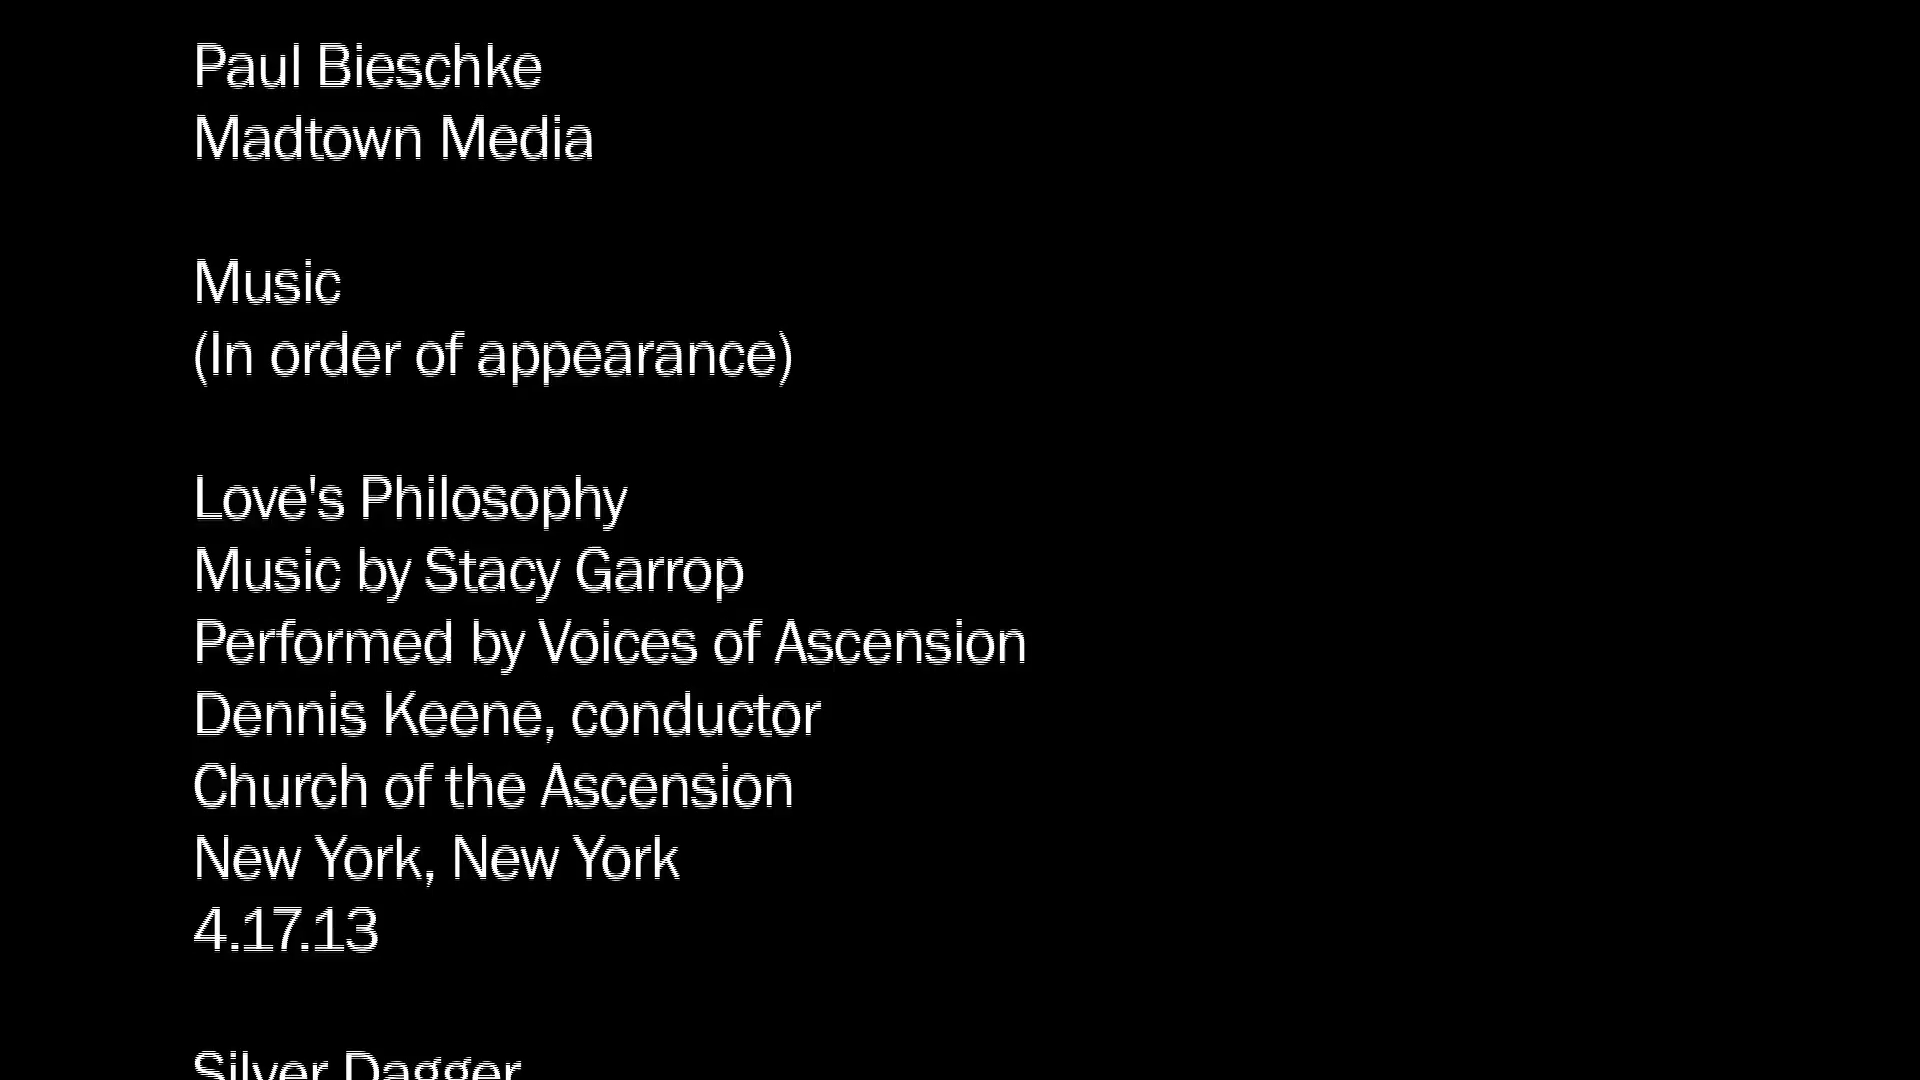 Paul Bieschke
Madtown Media
Music
(In order of appearance)
Love's Philosophy
Music by Stacy Garrop
Performed by Voices of Ascension
Dennis Keene, conductor
Church of the Ascension
New York, New York
4.17.13
Silver Dagger